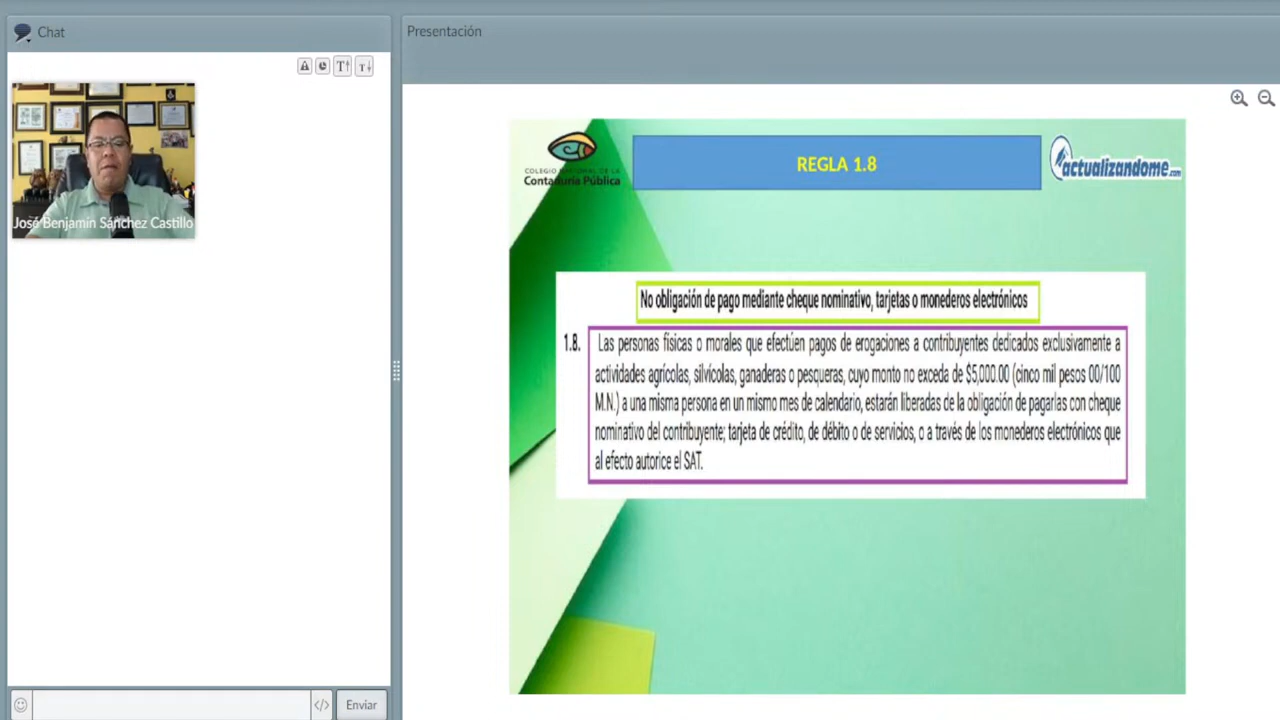 Chat
José Benjamín Sánchez Castillo
Enviar
Presentación
COLEGIO NACIONAL DE LA
Contaduría Pública
REGLA 1.8
actualizandome.com
No obligación de pago mediante cheque nominativo, tarjetas o monederos electrónicos
1.8. Las personas físicas o morales que efectúen pagos de erogaciones a contribuyentes dedicados exclusivamente a
actividades agrícolas, silvícolas, ganaderas o pesqueras, cuyo monto no exceda de $5,000.00 (cinco mil pesos 00/100
M.N.) a una misma persona en un mismo mes de calendario, estarán liberadas de la obligación de pagarlas con cheque
nominativo del contribuyente; tarjeta de crédito, de débito o de servicios, o a través de los monederos electrónicos que
al efecto autorice el SAT.